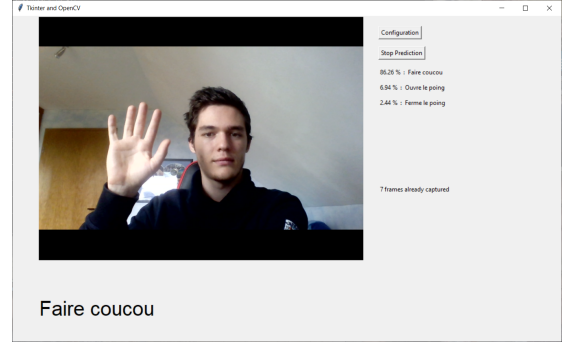 Tkinter and OpenCV
Configuration
Stop Prediction
86.26 % : Faire coucou
6.94 % : Ouvre le poing
2.44 % : Ferme le poing
7 frames already captured
Faire coucou